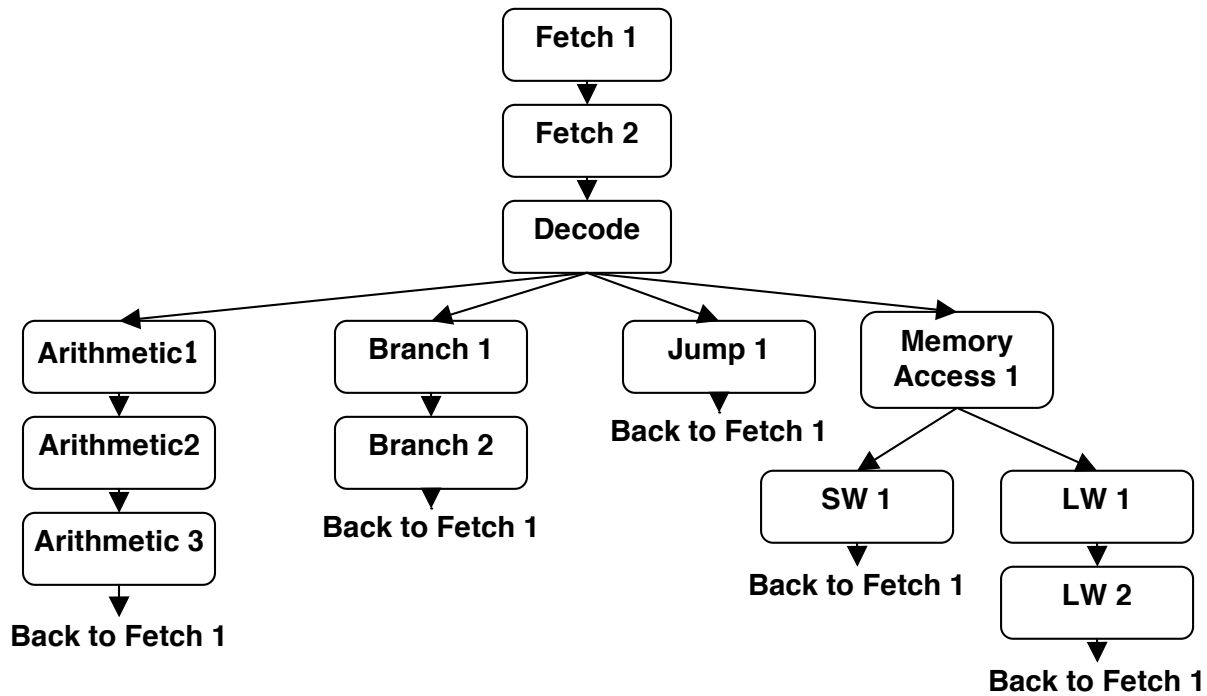 Fetch 1
Fetch 2
Decode
Arithmetic1
Arithmetic2
Arithmetic 3
Back to Fetch 1
Branch 1
Branch 2
Back to Fetch 1
Jump 1
Back to Fetch 1
Memory
Access 1
SW 1
Back to Fetch 1
LW 1
LW 2
Back to Fetch 1